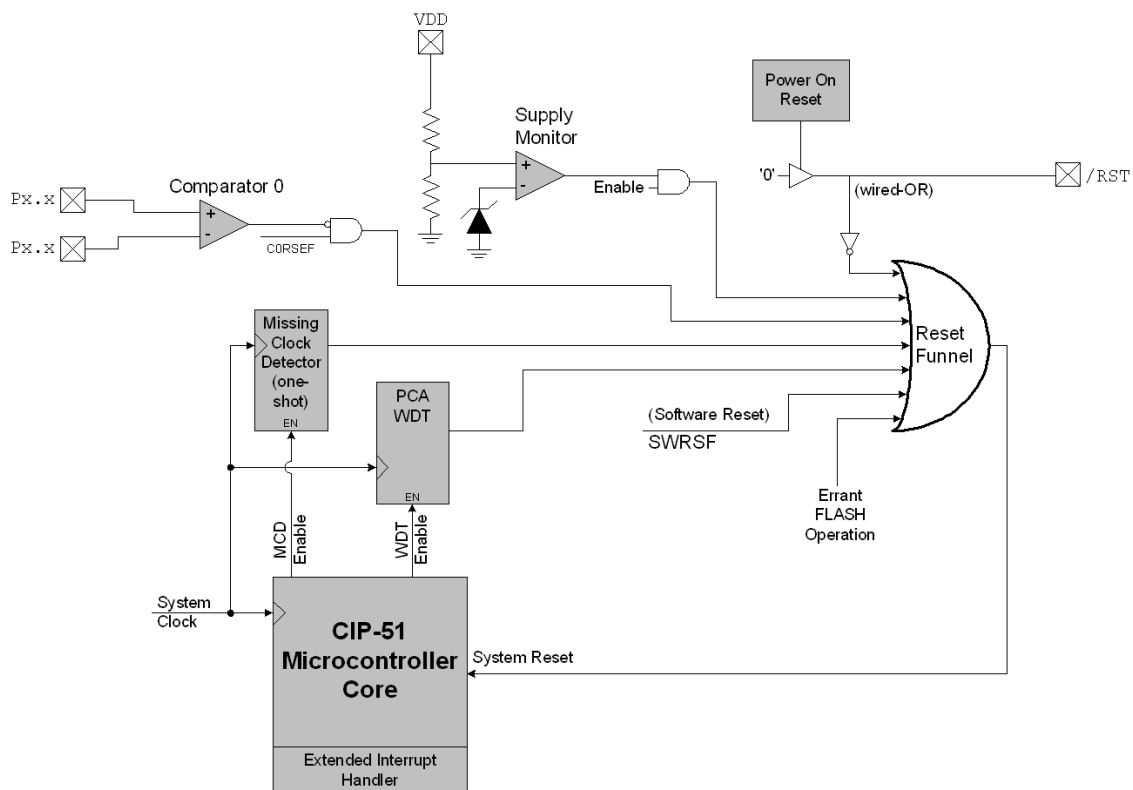 VDD
Power On
Reset
Supply
Monitor
+
-
Enable
'0'
(wired-OR)
/RST
Comparator 0
Px.x
Px.x
+
-
C0RSEF
Missing
Clock
Detector
(one-
shot)
EN
PCA
WDT
EN
Reset
Funnel
(Software Reset)
SWRSF
Errant
FLASH
Operation
MCD
Enable
WDT
Enable
System
Clock
CIP-51
Microcontroller
Core
System Reset
Extended Interrupt
Handler